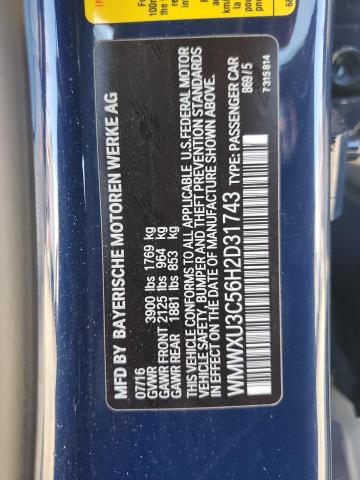 MFD BY BAYERISCHE MOTOREN WERKE AG
07/16
GVWR 3900 lbs 1769 kg
GAWR FRONT 2125 lbs 964 kg
GAWR REAR 1881 lbs 853 kg
THIS VEHICLE CONFORMS TO ALL APPLICABLE U.S. FEDERAL MOTOR
VEHICLE SAFETY, BUMPER AND THEFT PREVENTION STANDARDS
IN EFFECT ON THE DATE OF MANUFACTURE SHOWN ABOVE.
WMWXU3C56H2D31743 TYPE: PASSENGER CAR
B69/5
7 315 814